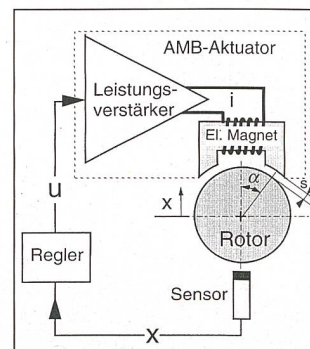 AMB-Aktuator
Leistungs-
verstärker
i
El. Magnet
u
α
s
x
Rotor
Regler
Sensor
x